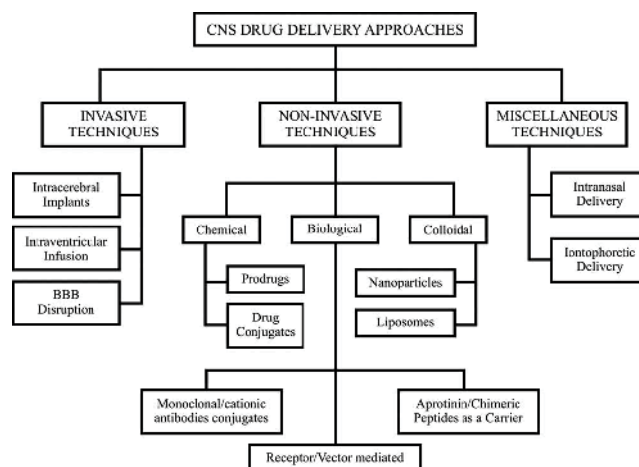 CNS DRUG DELIVERY APPROACHES
INVASIVE
TECHNIQUES
NON-INVASIVE
TECHNIQUES
MISCELLANEOUS
TECHNIQUES
Intracerebral
Implants
Intraventricular
Infusion
BBB
Disruption
Chemical
Biological
Colloidal
Prodrugs
Drug
Conjugates
Nanoparticles
Liposomes
Intranasal
Delivery
Iontophoretic
Delivery
Monoclonal/cationic
antibodies conjugates
Aprotinin/Chimeric
Peptides as a Carrier
Receptor/Vector mediated